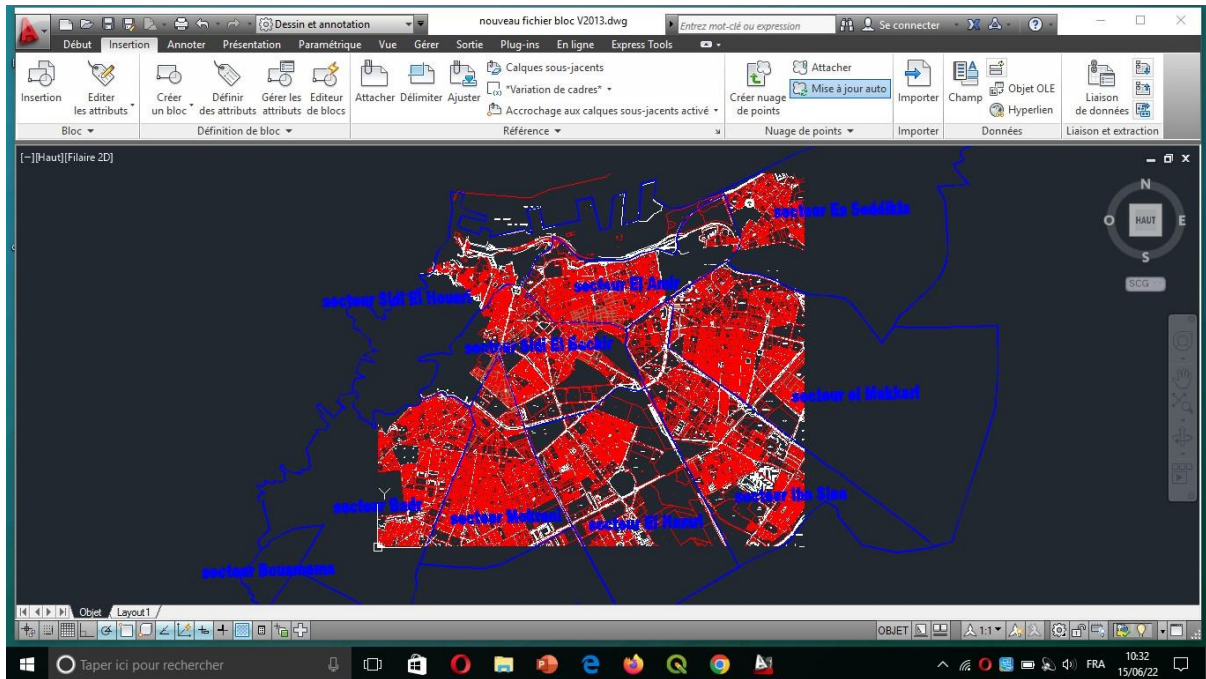 Dessin et annotation
nouveau fichier bloc V2013.dwg
Entrez mot-clé ou expression
Se connecter
Début Insertion Annoter Présentation Paramétrique Vue Gérer Sortie Plug-ins En ligne Express Tools
Insertion
Editer les attributs
Créer un bloc
Définir des attributs
Gérer les attributs
Editeur de blocs
Attacher
Délimiter
Ajuster
Calques sous-jacents
*Variation de cadres*
Accrochage aux calques sous-jacents activé
Créer nuage de points
Attacher
Mise à jour auto
Importer
Champ
Objet OLE
Hyperlien
Liaison de données
Bloc
Définition de bloc
Référence
Nuage de points
Importer
Données
Liaison et extraction
[−][Haut][Filaire 2D]
N
O HAUT E
S
SCG
secteur Es Seddikia
secteur El Amir
secteur Sidi El Houari
secteur Sidi El Bachir
secteur el Mokkari
secteur Ibn Sina
secteur Badr
secteur
secteur El
secteur Bouamama
Y
Objet Layout1
OBJET
1:1
Taper ici pour rechercher
FRA
10:32
15/06/22